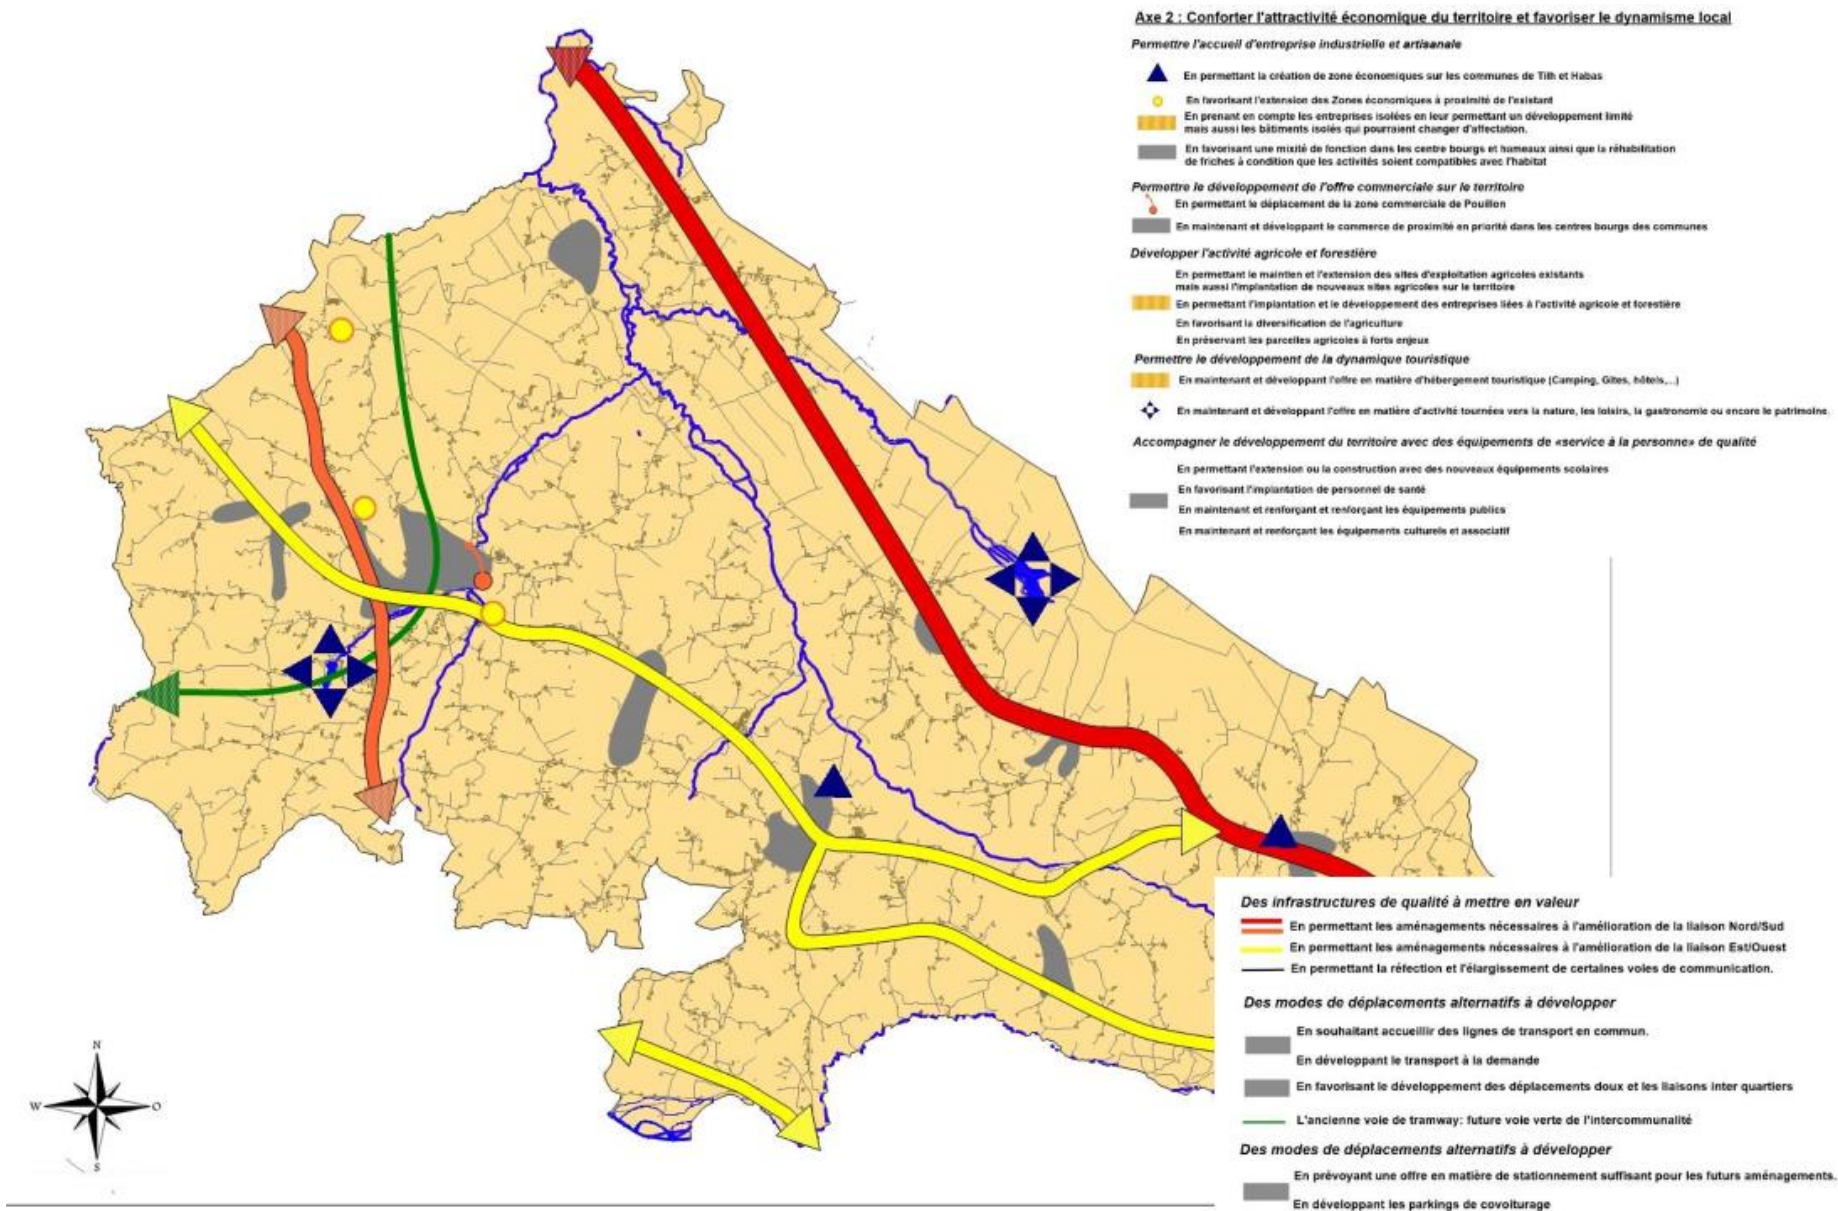 Axe 2 : Conforter l'attractivité économique du territoire et favoriser le dynamisme local
Permettre l'accueil d'entreprise industrielle et artisanale
En permettant la création de zone économiques sur les communes de Tilh et Habas
En favorisant l'extension des Zones économiques à proximité de l'existant
En prenant en compte les entreprises isolées en leur permettant un développement limité
mais aussi les bâtiments isolés qui pourraient changer d'affectation.
En favorisant une mixité de fonction dans les centre bourgs et hameaux ainsi que la réhabilitation
de friches à condition que les activités soient compatibles avec l'habitat
Permettre le développement de l'offre commerciale sur le territoire
En permettant le déplacement de la zone commerciale de Pouillon
En maintenant et développant le commerce de proximité en priorité dans les centres bourgs des communes
Développer l'activité agricole et forestière
En permettant le maintien et l'extension des sites d'exploitation agricoles existants
mais aussi l'implantation de nouveaux sites agricoles sur le territoire
En permettant l'implantation et le développement des entreprises liées à l'activité agricole et forestière
En favorisant la diversification de l'agriculture
En préservant les parcelles agricoles à forts enjeux
Permettre le développement de la dynamique touristique
En maintenant et développant l'offre en matière d'hébergement touristique (Camping, Gîtes, hôtels,...)
En maintenant et développant l'offre en matière d'activité tournées vers la nature, les loisirs, la gastronomie ou encore le patrimoine.
Accompagner le développement du territoire avec des équipements de «service à la personne» de qualité
En permettant l'extension ou la construction avec des nouveaux équipements scolaires
En favorisant l'implantation de personnel de santé
En maintenant et renforçant et renforçant les équipements publics
En maintenant et renforçant les équipements culturels et associatif
Des infrastructures de qualité à mettre en valeur
En permettant les aménagements nécessaires à l'amélioration de la liaison Nord/Sud
En permettant les aménagements nécessaires à l'amélioration de la liaison Est/Ouest
En permettant la réfection et l'élargissement de certaines voies de communication.
Des modes de déplacements alternatifs à développer
En souhaitant accueillir des lignes de transport en commun.
En développant le transport à la demande
En favorisant le développement des déplacements doux et les liaisons inter quartiers
L'ancienne voie de tramway: future voie verte de l'intercommunalité
Des modes de déplacements alternatifs à développer
En prévoyant une offre en matière de stationnement suffisant pour les futurs aménagements.
En développant les parkings de covoiturage
N
W
O
S